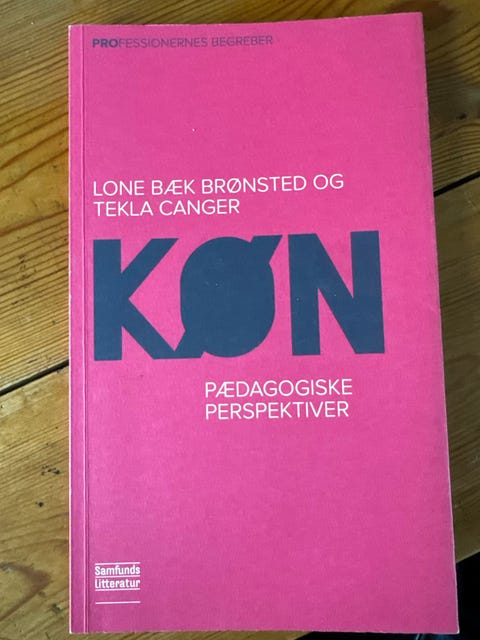 PROFESSIONERNES BEGREBER
LONE BÆK BRØNSTED OG
TEKLA CANGER
KØN
PÆDAGOGISKE
PERSPEKTIVER
Samfunds
litteratur